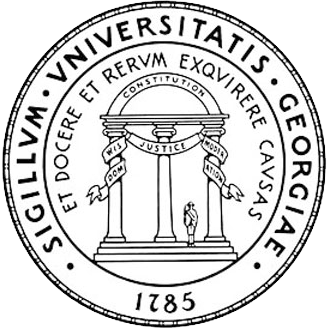 SIGILLVM · VNIVERSITATIS · GEORGIAE ·
ET DOCERE ET RERVM EXQVIRERE CAVSAS
CONSTITUTION
WIS DOM
JUSTICE
MODER ATION
1785